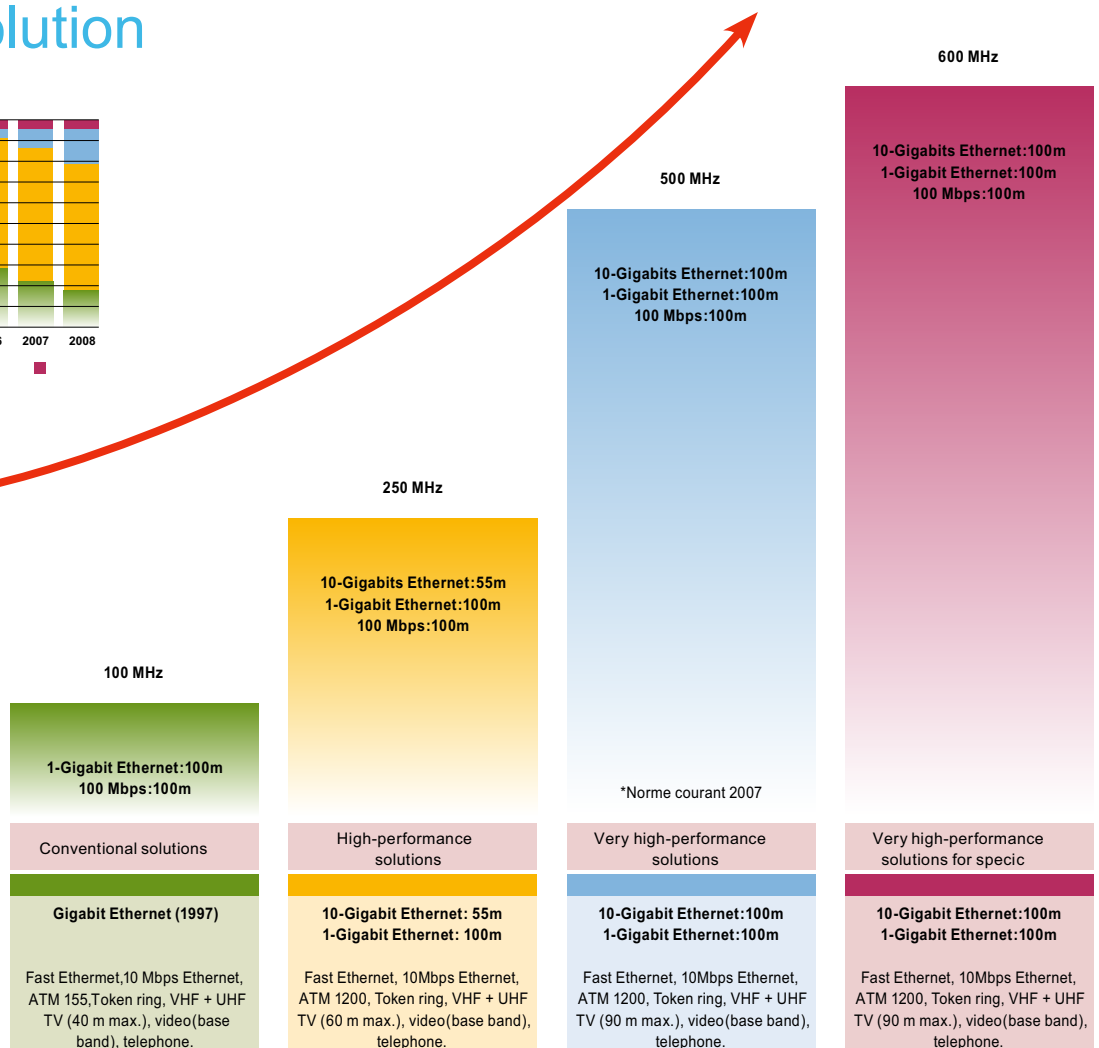 olution
600 MHz
10-Gigabits Ethernet:100m
1-Gigabit Ethernet:100m
100 Mbps:100m
500 MHz
10-Gigabits Ethernet:100m
1-Gigabit Ethernet:100m
100 Mbps:100m
6 2007 2008
250 MHz
10-Gigabits Ethernet:55m
1-Gigabit Ethernet:100m
100 Mbps:100m
100 MHz
1-Gigabit Ethernet:100m
100 Mbps:100m
*Norme courant 2007
Conventional solutions
High-performance
solutions
Very high-performance
solutions
Very high-performance
solutions for specic
Gigabit Ethernet (1997)
Fast Ethermet,10 Mbps Ethernet,
ATM 155,Token ring, VHF + UHF
TV (40 m max.), video(base
band), telephone.
10-Gigabit Ethernet: 55m
1-Gigabit Ethernet: 100m
Fast Ethernet, 10Mbps Ethernet,
ATM 1200, Token ring, VHF + UHF
TV (60 m max.), video(base band),
telephone.
10-Gigabit Ethernet:100m
1-Gigabit Ethernet:100m
Fast Ethernet, 10Mbps Ethernet,
ATM 1200, Token ring, VHF + UHF
TV (90 m max.), video(base band),
telephone.
10-Gigabit Ethernet:100m
1-Gigabit Ethernet:100m
Fast Ethernet, 10Mbps Ethernet,
ATM 1200, Token ring, VHF + UHF
TV (90 m max.), video(base band),
telephone.